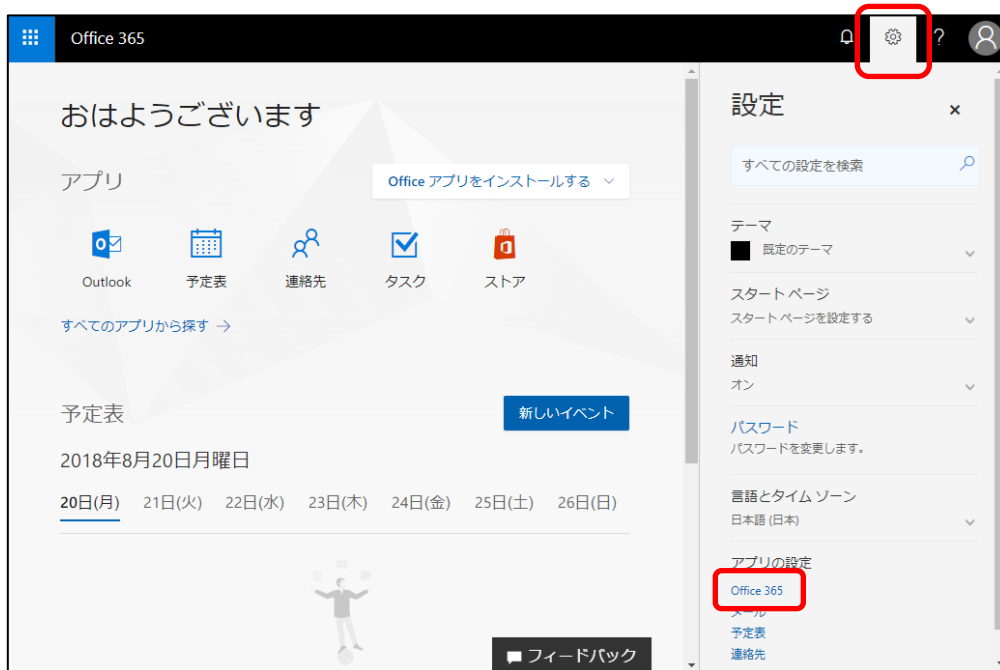 Office 365
?
おはようございます
アプリ
Office アプリをインストールする
Outlook
予定表
連絡先
タスク
ストア
すべてのアプリから探す →
予定表
新しいイベント
2018年8月20日月曜日
20日(月) 21日(火) 22日(水) 23日(木) 24日(金) 25日(土) 26日(日)
フィードバック
設定
×
すべての設定を検索
テーマ
既定のテーマ
スタート ページ
スタート ページを設定する
通知
オン
パスワード
パスワードを変更します。
言語とタイム ゾーン
日本語 (日本)
アプリの設定
Office 365
メール
予定表
連絡先